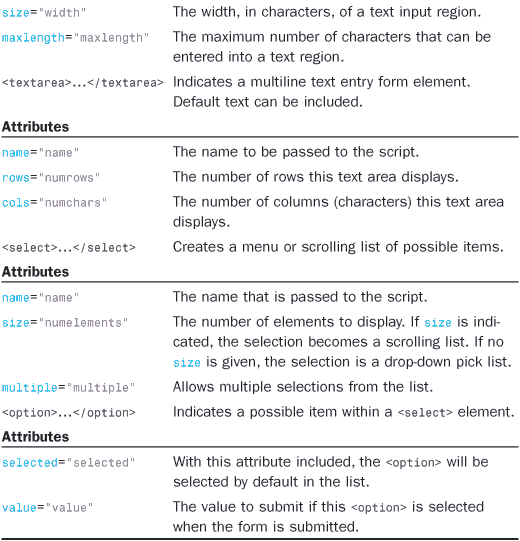 size="width" The width, in characters, of a text input region.
maxlength="maxlength" The maximum number of characters that can be
entered into a text region.
<textarea>...</textarea> Indicates a multiline text entry form element.
Default text can be included.
Attributes
name="name" The name to be passed to the script.
rows="numrows" The number of rows this text area displays.
cols="numchars" The number of columns (characters) this text area
displays.
<select>...</select> Creates a menu or scrolling list of possible items.
Attributes
name="name" The name that is passed to the script.
size="numelements" The number of elements to display. If size is indi-
cated, the selection becomes a scrolling list. If no
size is given, the selection is a drop-down pick list.
multiple="multiple" Allows multiple selections from the list.
<option>...</option> Indicates a possible item within a <select> element.
Attributes
selected="selected" With this attribute included, the <option> will be
selected by default in the list.
value="value" The value to submit if this <option> is selected
when the form is submitted.